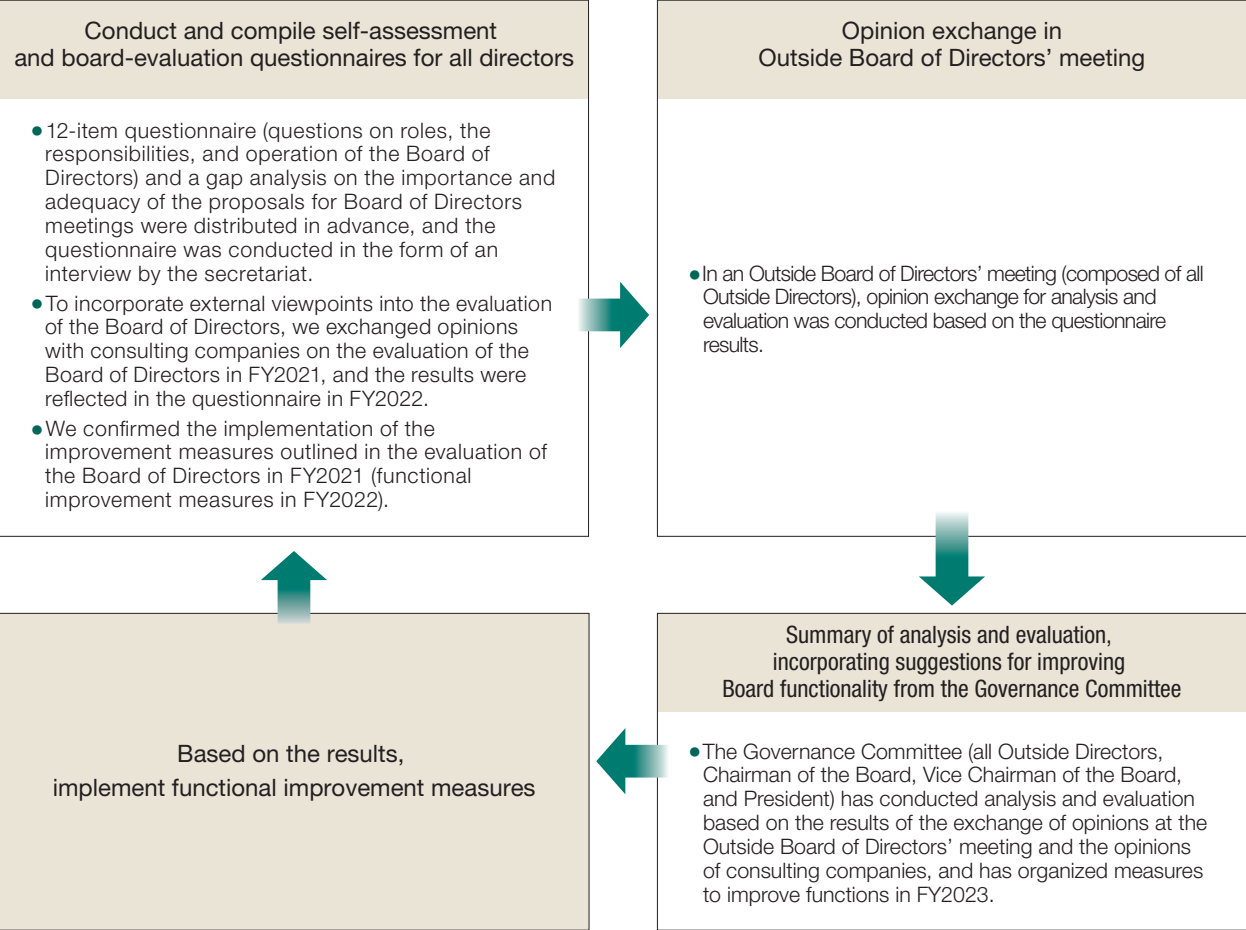 Conduct and compile self-assessment
and board-evaluation questionnaires for all directors
●12-item questionnaire (questions on roles, the
responsibilities, and operation of the Board of
Directors) and a gap analysis on the importance and
adequacy of the proposals for Board of Directors
meetings were distributed in advance, and the
questionnaire was conducted in the form of an
interview by the secretariat.
●To incorporate external viewpoints into the evaluation
of the Board of Directors, we exchanged opinions
with consulting companies on the evaluation of the
Board of Directors in FY2021, and the results were
reflected in the questionnaire in FY2022.
●We confirmed the implementation of the
improvement measures outlined in the evaluation of
the Board of Directors in FY2021 (functional
improvement measures in FY2022).
Opinion exchange in
Outside Board of Directors’ meeting
●In an Outside Board of Directors’ meeting (composed of all
Outside Directors), opinion exchange for analysis and
evaluation was conducted based on the questionnaire
results.
Summary of analysis and evaluation,
incorporating suggestions for improving
Board functionality from the Governance Committee
●The Governance Committee (all Outside Directors,
Chairman of the Board, Vice Chairman of the Board,
and President) has conducted analysis and evaluation
based on the results of the exchange of opinions at the
Outside Board of Directors’ meeting and the opinions
of consulting companies, and has organized measures
to improve functions in FY2023.
Based on the results,
implement functional improvement measures